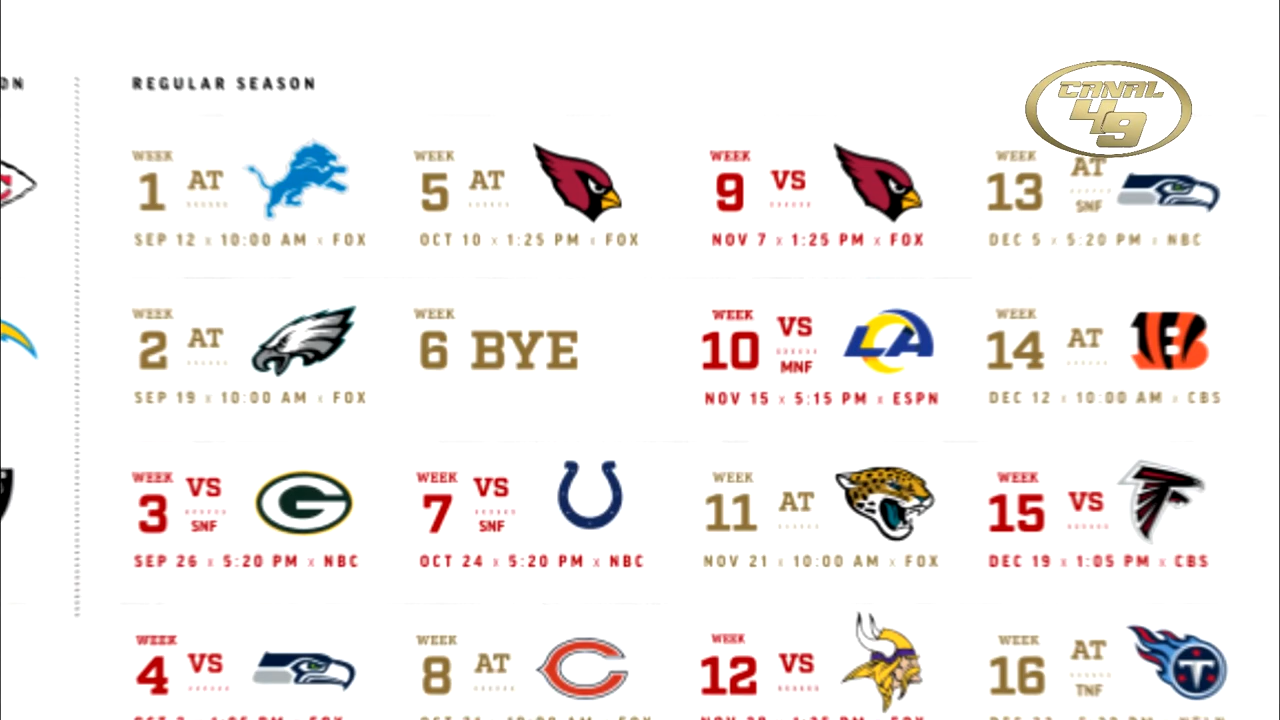 ON
REGULAR SEASON
CANAL
49
WEEK
1 AT
SEP 12 x 10:00 AM x FOX
WEEK
5 AT
OCT 10 x :25 PM x FOX
WEEK
9 VS
NOV 7 x 1:25 PM x FOX
WEEK
13 AT
SNF
DEC 5 x 5:20 PM x NBC
WEEK
2 AT
SEP 19 x 10:00 AM x FOX
WEEK
6 BYE
WEEK
10 VS
MNF
LA
NOV 15 x 5:15 PM x ESPN
WEEK
14 AT
B
DEC 12 x 10:00 AM x CBS
WEEK
3 VS
SNF
G
SEP 26 x 5:20 PM x NBC
WEEK
7 VS
SNF
OCT 24 x 5:20 PM x NBC
WEEK
11 AT
NOV 21 x 10:00 AM x FOX
WEEK
15 VS
DEC 19 x 1:05 PM x CBS
WEEK
4 VS
WEEK
8 AT
C
WEEK
12 VS
WEEK
16 AT
TNF
T